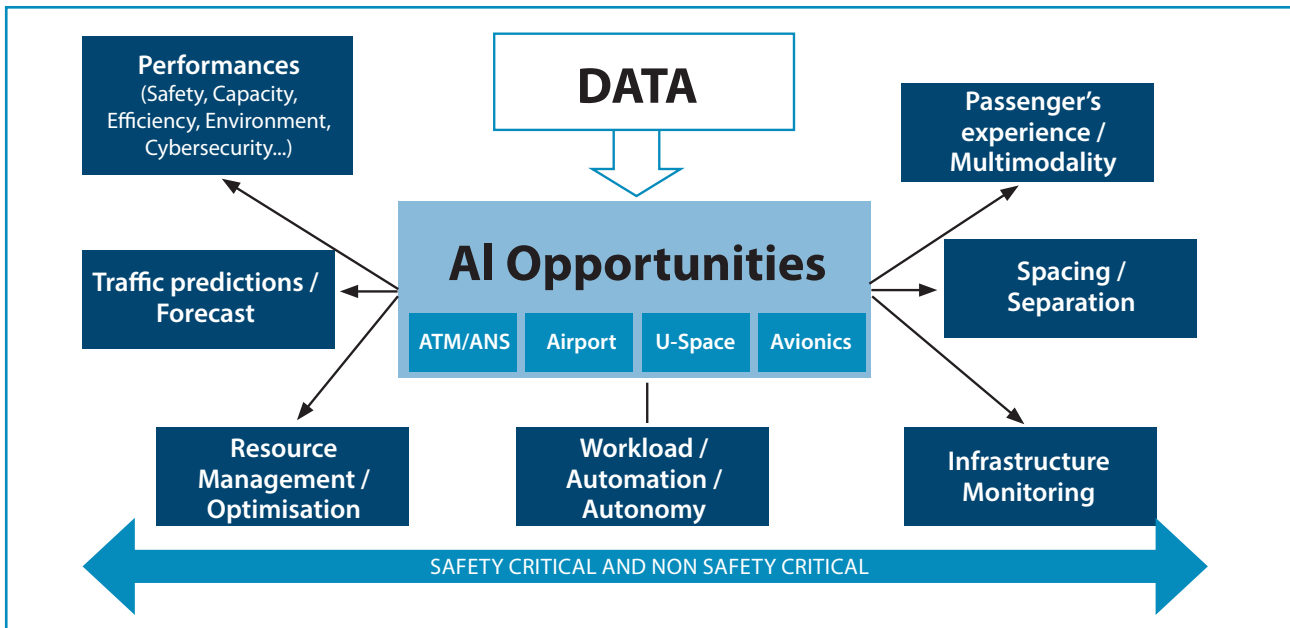 Performances
(Safety, Capacity,
Efficiency, Environment,
Cybersecurity...)
DATA
Passenger's
experience /
Multimodality
AI Opportunities
ATM/ANS
Airport
U-Space
Avionics
Traffic predictions /
Forecast
Spacing /
Separation
Resource
Management /
Optimisation
Workload /
Automation /
Autonomy
Infrastructure
Monitoring
SAFETY CRITICAL AND NON SAFETY CRITICAL